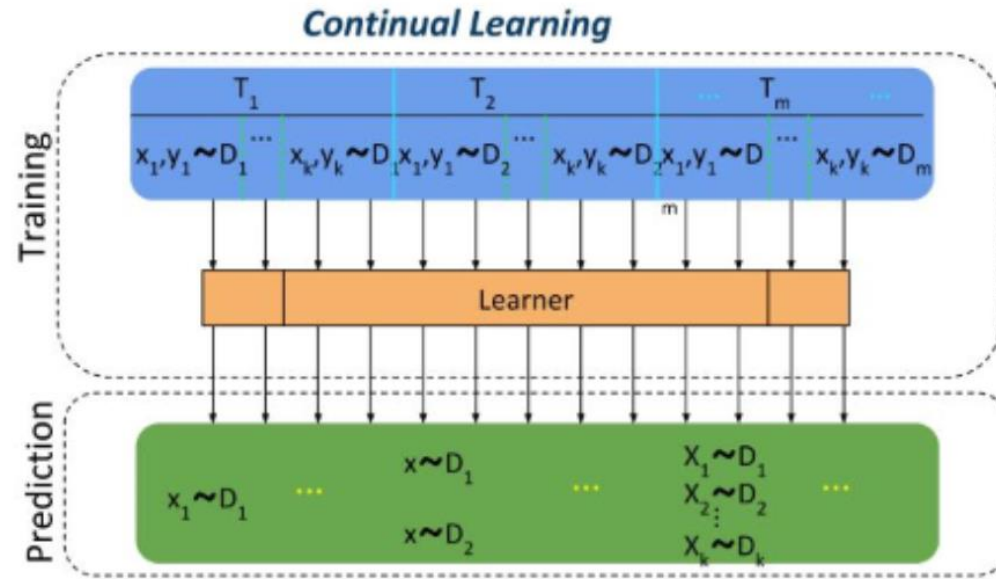 Continual Learning
Training
T1 T2 ... Tm ...
x1,y1~D1 ... xk,yk~D1 x1,y1~D2 ... xk,yk~D2 x1,y1~Dm ... xk,yk~Dm
Learner
Prediction
x1~D1 ... x~D1 ... X1~D1 ...
X2~D2
⋮
x~D2 Xk~Dk